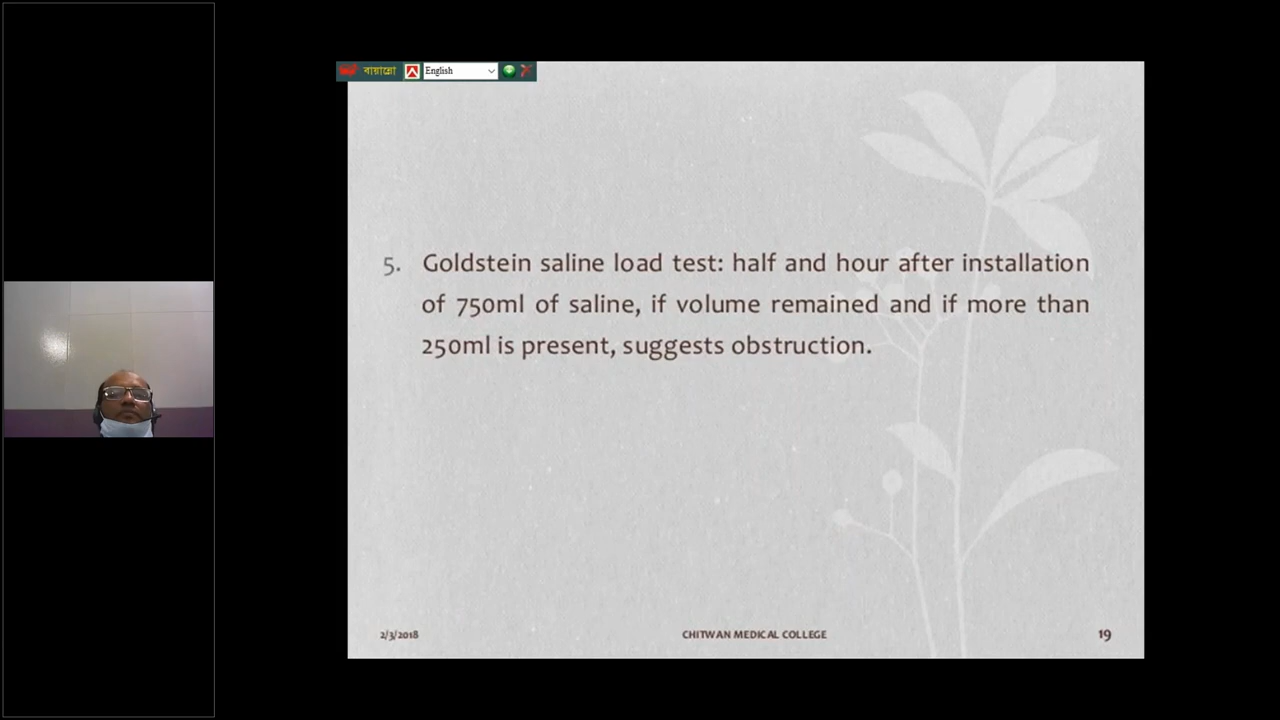 বায়ান্নো English
5. Goldstein saline load test: half and hour after installation
of 750ml of saline, if volume remained and if more than
250ml is present, suggests obstruction.
2/3/2018 CHITWAN MEDICAL COLLEGE 19